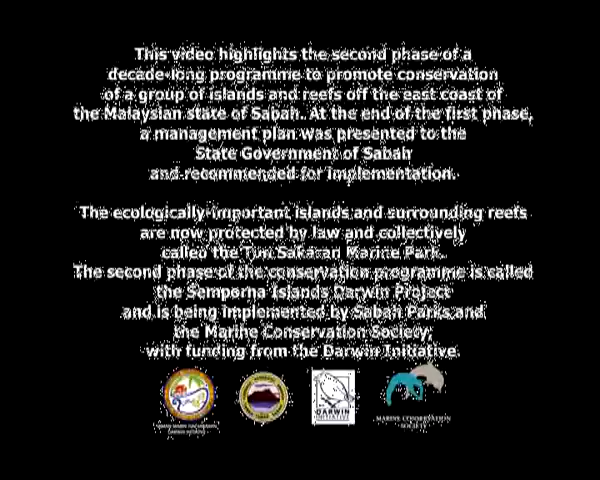 This video highlights the second phase of a
decade-long programme to promote conservation
of a group of islands and reefs off the east coast of
the Malaysian state of Sabah. At the end of the first phase,
a management plan was presented to the
State Government of Sabah
and recommended for implementation.
The ecologically-important islands and surrounding reefs
are now protected by law and collectively
called the Tun Sakaran Marine Park.
The second phase of the conservation programme is called
the Semporna Islands Darwin Project
and is being implemented by Sabah Parks and
the Marine Conservation Society,
with funding from the Darwin Initiative.
DARWIN
INITIATIVE
MARINE CONSERVATION
SOCIETY